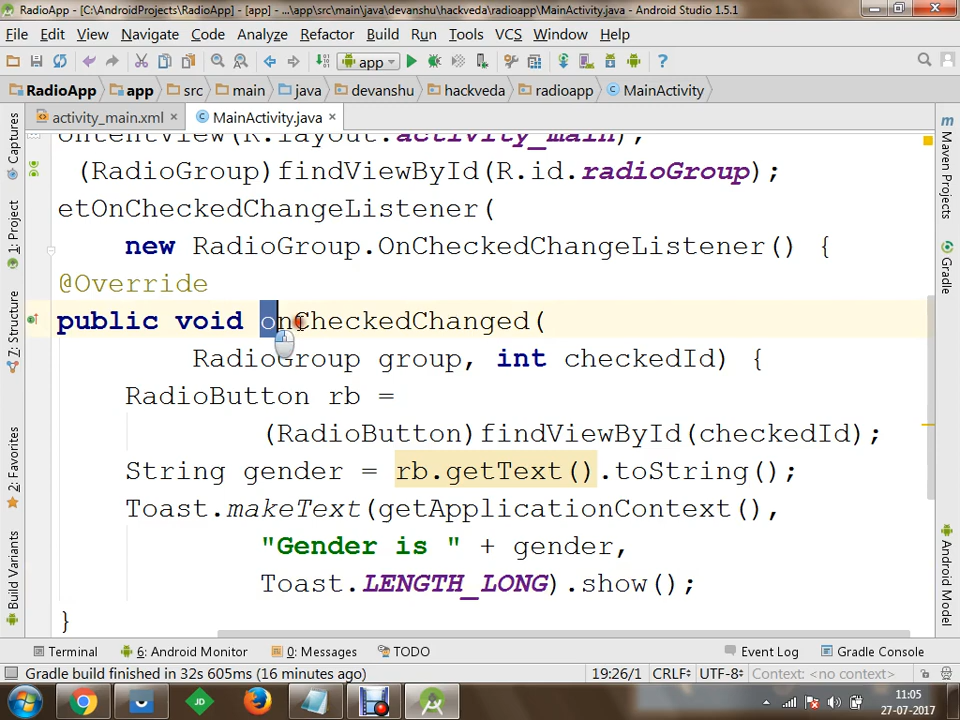 RadioApp - [C:\AndroidProjects\RadioApp] - [app] - ...\app\src\main\java\devanshu\hackveda\radioapp\MainActivity.java - Android Studio 1.5.1
File Edit View Navigate Code Analyze Refactor Build Run Tools VCS Window Help
app
RadioApp app src main java devanshu hackveda radioapp MainActivity
activity_main.xml MainActivity.java
Captures
1: Project
7: Structure
2: Favorites
Build Variants
ontentView(R.layout.activity_main);
(RadioGroup)findViewById(R.id.radioGroup);
etOnCheckedChangeListener(
new RadioGroup.OnCheckedChangeListener() {
@Override
public void onCheckedChanged(
RadioGroup group, int checkedId) {
RadioButton rb =
(RadioButton)findViewById(checkedId);
String gender = rb.getText().toString();
Toast.makeText(getApplicationContext(),
"Gender is " + gender,
Toast.LENGTH_LONG).show();
}
Maven Projects
Gradle
Android Model
Terminal 6: Android Monitor 0: Messages TODO Event Log Gradle Console
Gradle build finished in 32s 605ms (16 minutes ago) 19:26/1 CRLF UTF-8 Context: <no context>
JD
11:05
27-07-2017